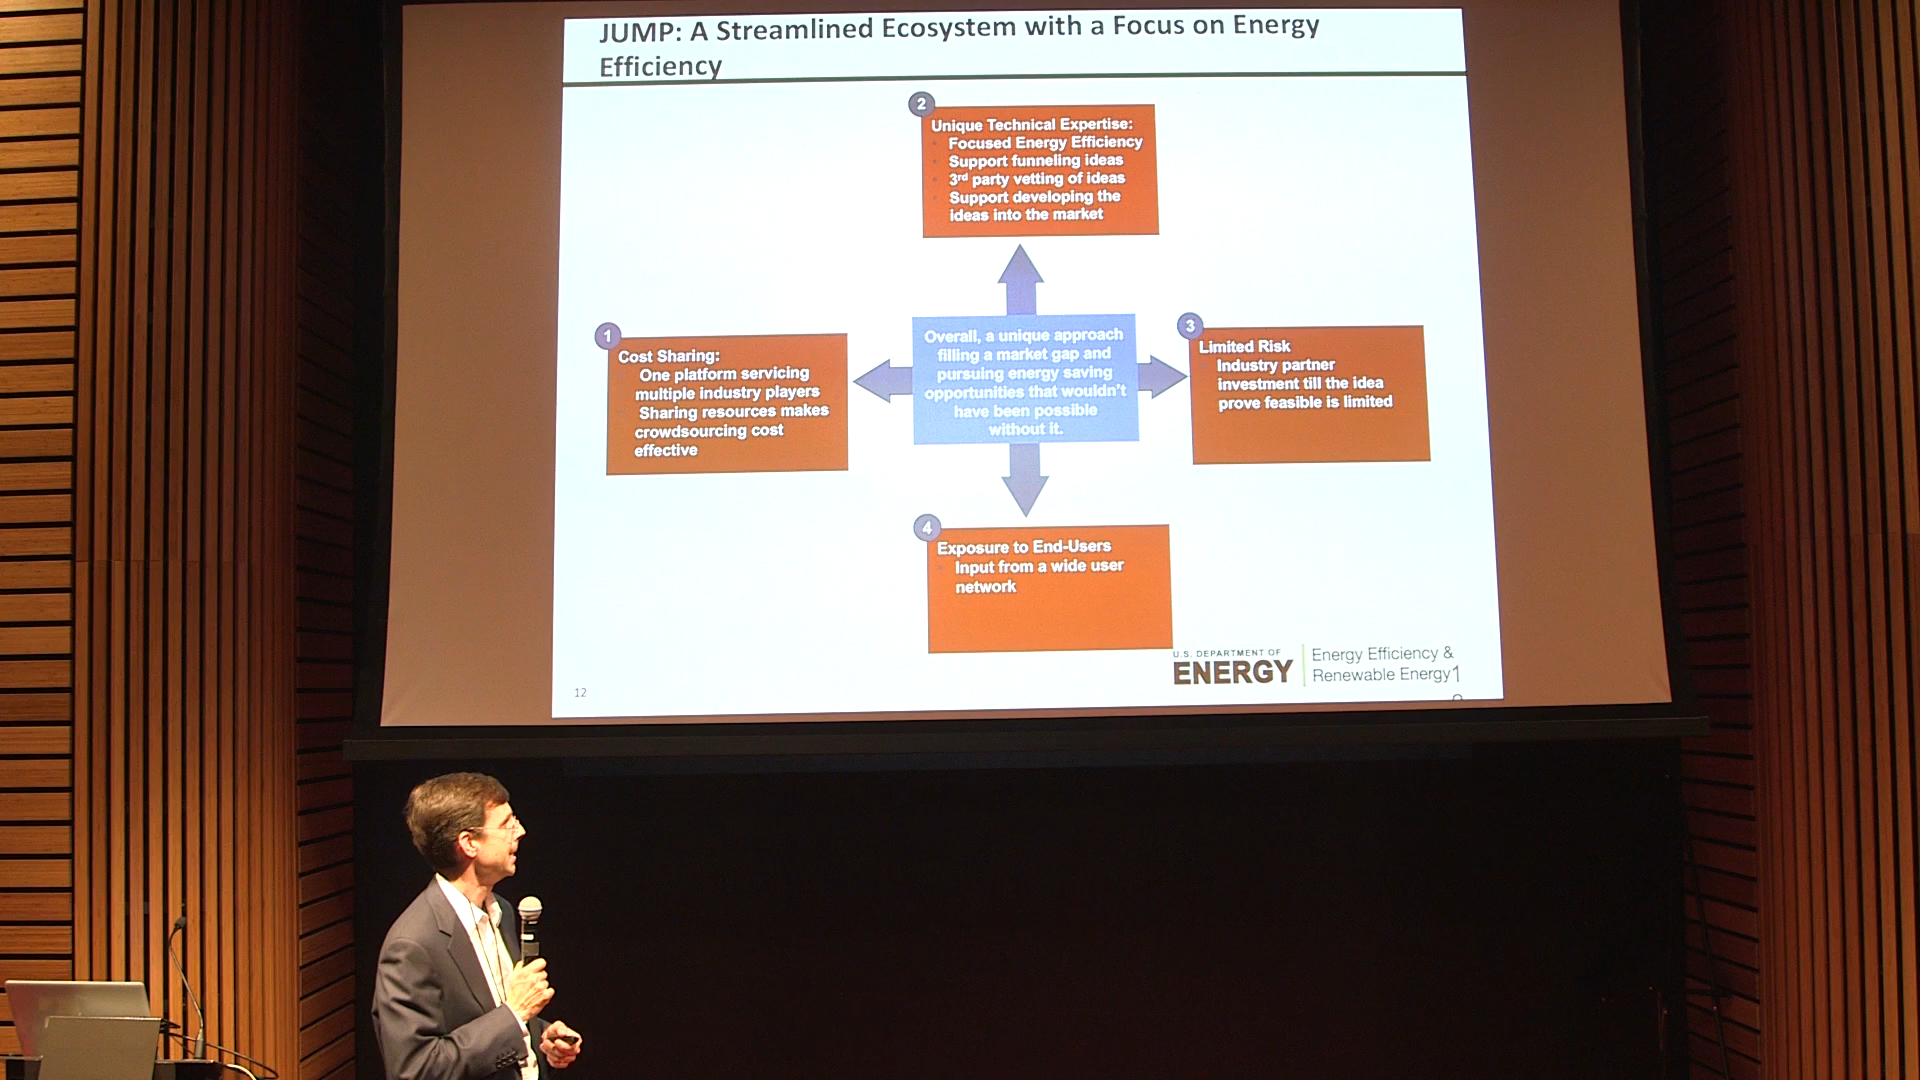 JUMP: A Streamlined Ecosystem with a Focus on Energy
Efficiency
2
Unique Technical Expertise:
Focused Energy Efficiency
Support funneling ideas
3rd party vetting of ideas
Support developing the
ideas into the market
1
Cost Sharing:
One platform servicing
multiple industry players
Sharing resources makes
crowdsourcing cost
effective
Overall, a unique approach
filling a market gap and
pursuing energy saving
opportunities that wouldn't
have been possible
without it.
3
Limited Risk
Industry partner
investment till the idea
prove feasible is limited
4
Exposure to End-Users
Input from a wide user
network
U.S. DEPARTMENT OF
ENERGY
Energy Efficiency &
Renewable Energy
1
12